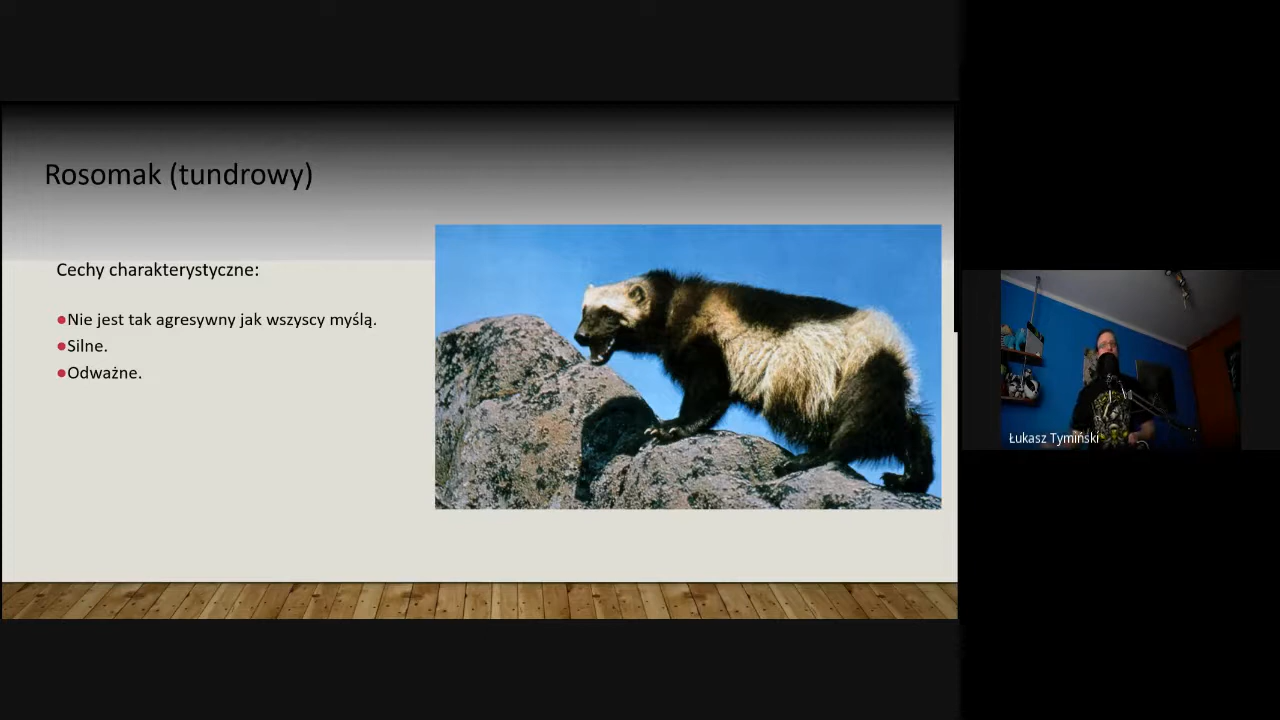 Rosomak (tundrowy)
Cechy charakterystyczne:
●Nie jest tak agresywny jak wszyscy myślą.
●Silne.
●Odważne.
Łukasz Tymiński